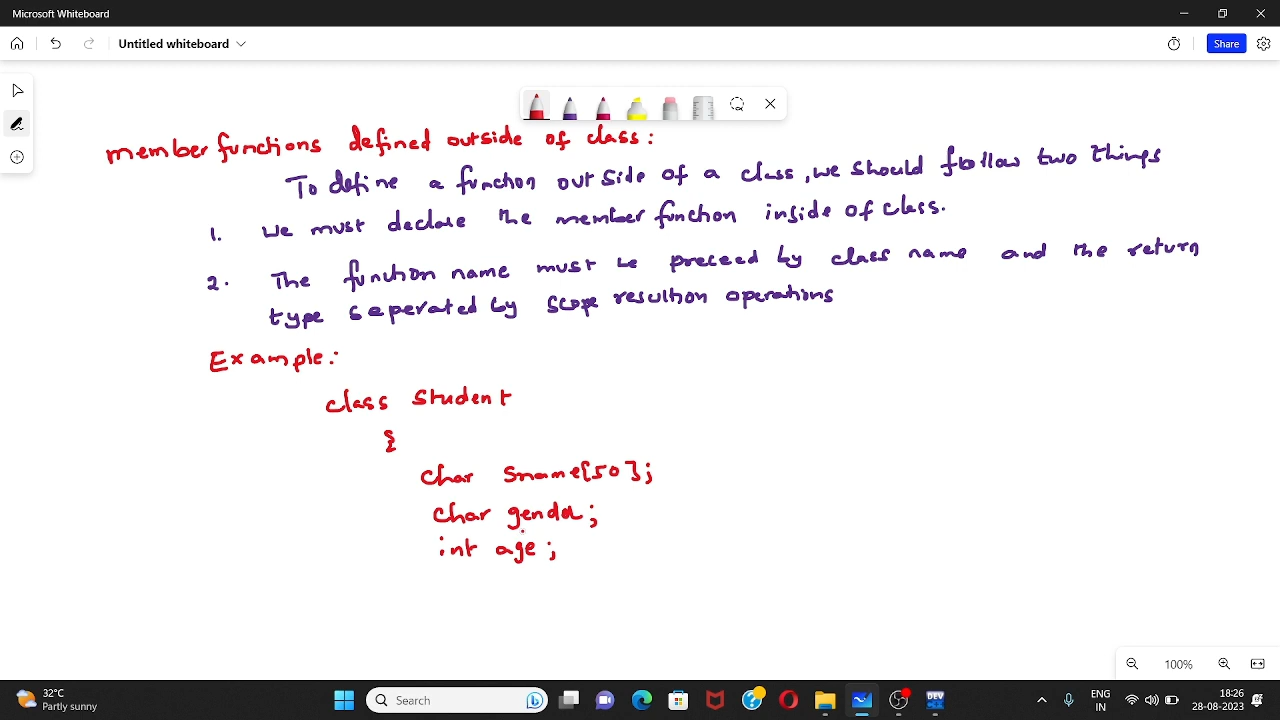 Microsoft Whiteboard
Untitled whiteboard
Share
member functions defined outside of class:
To define a function outside of a class, we should follow two things
1. We must declare the member function inside of class.
2. The function name must be preceed by class name and the return
type seperated by scope resultion operations
Example:
class Student
{
char Sname[50];
char gender;
int age;
100%
32°C
Partly sunny
Search
DEV
ENG
IN
18:26
28-08-2023